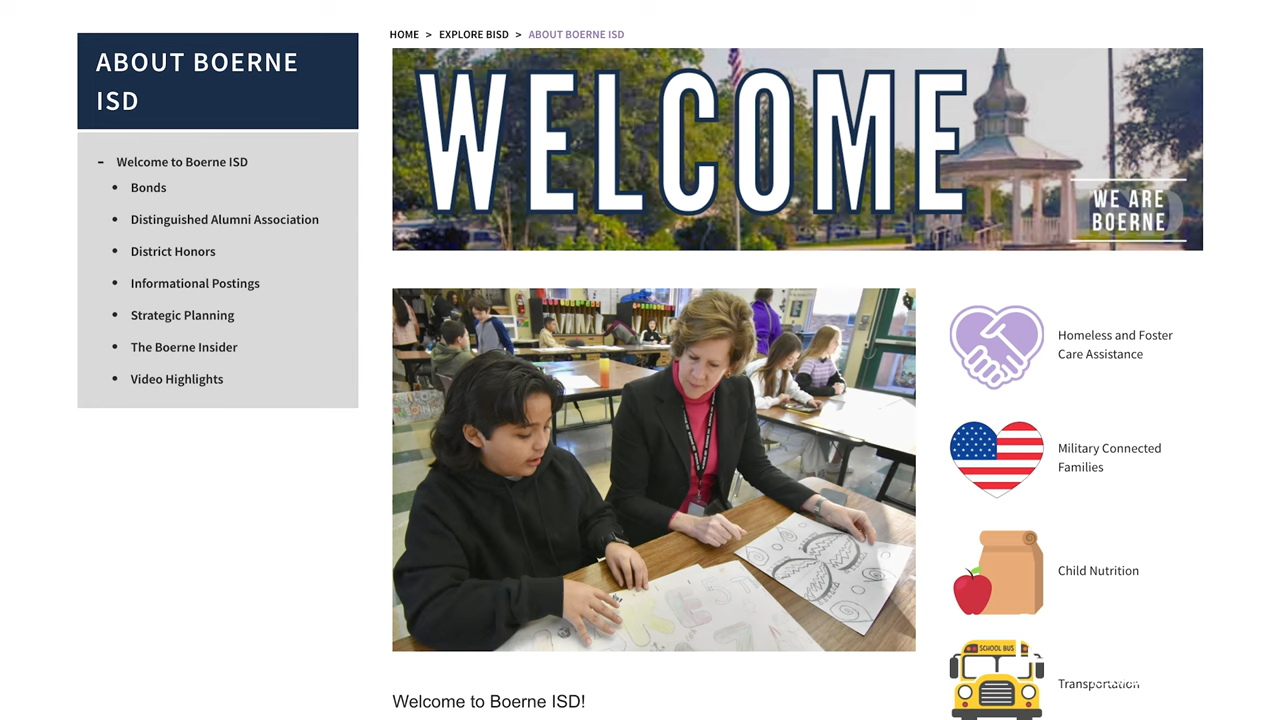 HOME > EXPLORE BISD > ABOUT BOERNE ISD
ABOUT BOERNE
ISD
- Welcome to Boerne ISD
• Bonds
• Distinguished Alumni Association
• District Honors
• Informational Postings
• Strategic Planning
• The Boerne Insider
• Video Highlights
WELCOME
WE ARE
BOERNE
Homeless and Foster
Care Assistance
Military Connected
Families
Child Nutrition
SCHOOL BUS
Transportation
Welcome to Boerne ISD!